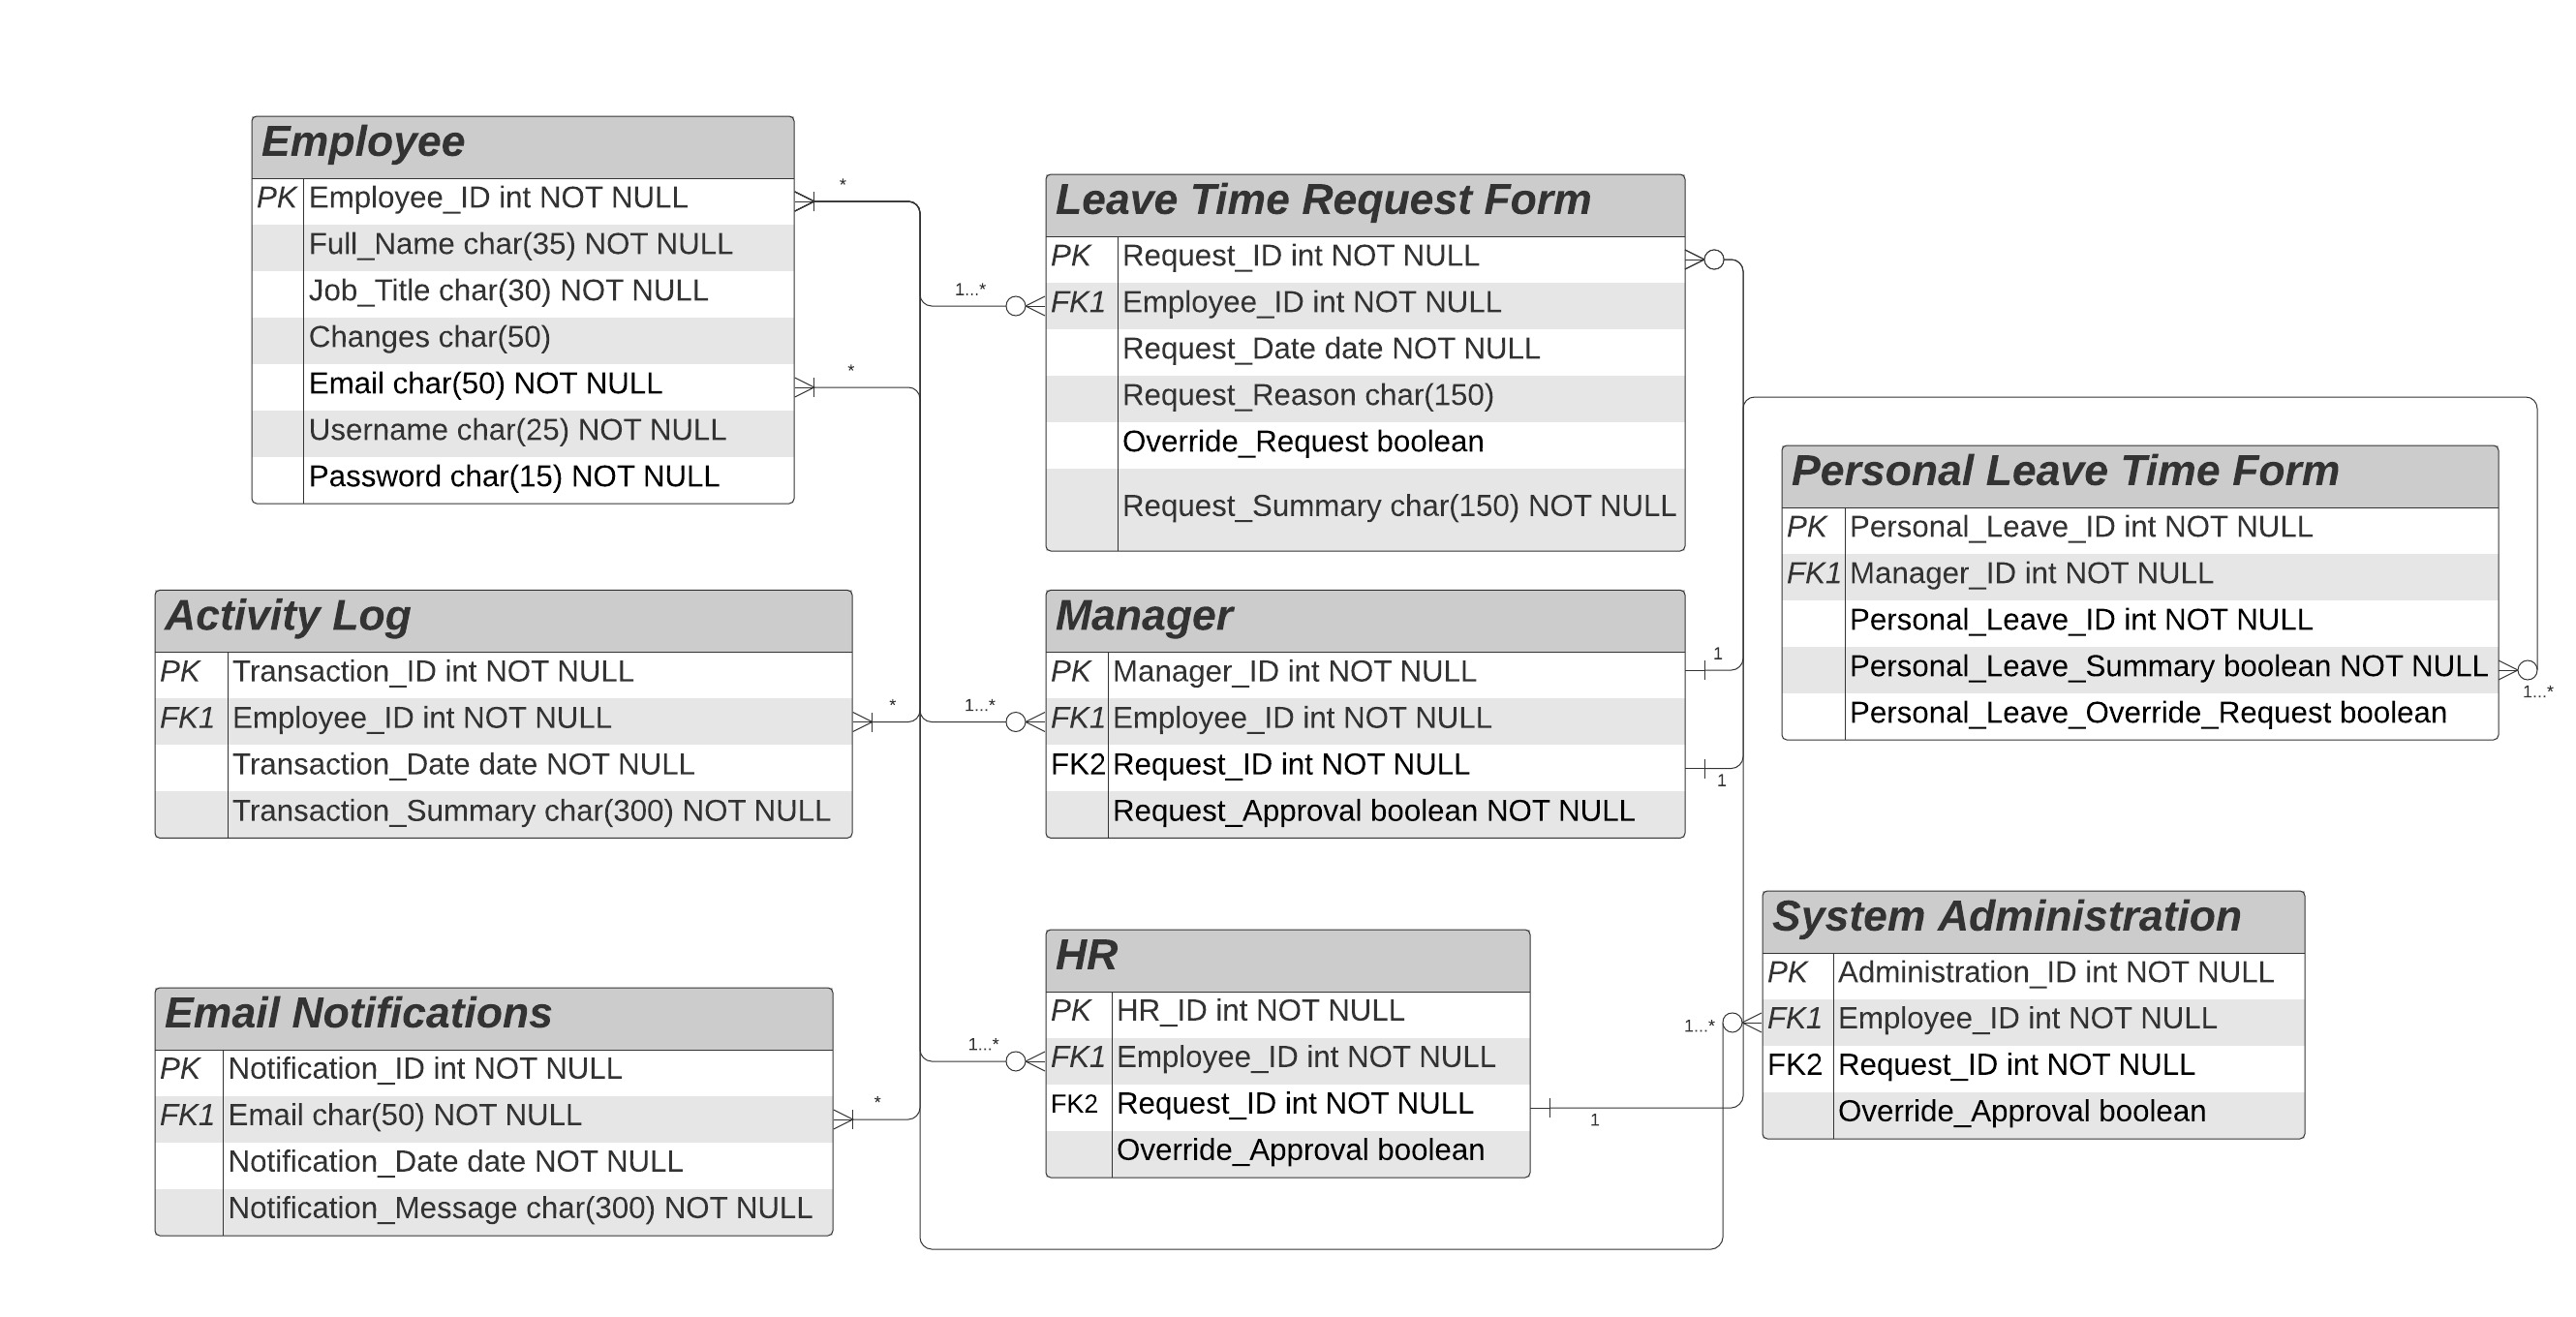 Employee
PK Employee_ID int NOT NULL
Full_Name char(35) NOT NULL
Job_Title char(30) NOT NULL
Changes char(50)
Email char(50) NOT NULL
Username char(25) NOT NULL
Password char(15) NOT NULL
*
*
1...*
Leave Time Request Form
PK Request_ID int NOT NULL
FK1 Employee_ID int NOT NULL
Request_Date date NOT NULL
Request_Reason char(150)
Override_Request boolean
Request_Summary char(150) NOT NULL
Personal Leave Time Form
PK Personal_Leave_ID int NOT NULL
FK1 Manager_ID int NOT NULL
Personal_Leave_ID int NOT NULL
Personal_Leave_Summary boolean NOT NULL
Personal_Leave_Override_Request boolean
1...*
Activity Log
PK Transaction_ID int NOT NULL
FK1 Employee_ID int NOT NULL
Transaction_Date date NOT NULL
Transaction_Summary char(300) NOT NULL
*
1...*
Manager
PK Manager_ID int NOT NULL
FK1 Employee_ID int NOT NULL
FK2 Request_ID int NOT NULL
Request_Approval boolean NOT NULL
1
1
Email Notifications
PK Notification_ID int NOT NULL
FK1 Email char(50) NOT NULL
Notification_Date date NOT NULL
Notification_Message char(300) NOT NULL
*
1...*
HR
PK HR_ID int NOT NULL
FK1 Employee_ID int NOT NULL
FK2 Request_ID int NOT NULL
Override_Approval boolean
1
1...*
System Administration
PK Administration_ID int NOT NULL
FK1 Employee_ID int NOT NULL
FK2 Request_ID int NOT NULL
Override_Approval boolean